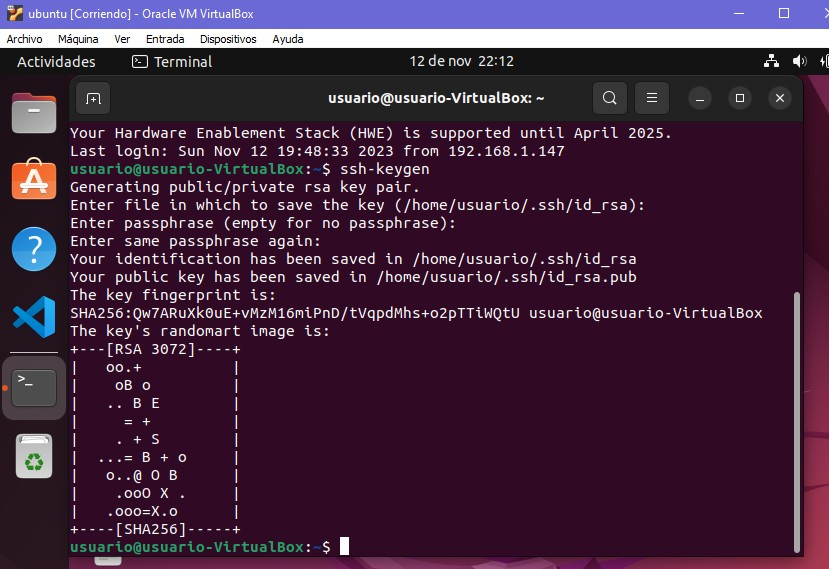 ubuntu [Corriendo] - Oracle VM VirtualBox
Archivo Máquina Ver Entrada Dispositivos Ayuda
Actividades Terminal 12 de nov 22:12
usuario@usuario-VirtualBox: ~
Your Hardware Enablement Stack (HWE) is supported until April 2025.
Last login: Sun Nov 12 19:48:33 2023 from 192.168.1.147
usuario@usuario-VirtualBox:~$ ssh-keygen
Generating public/private rsa key pair.
Enter file in which to save the key (/home/usuario/.ssh/id_rsa):
Enter passphrase (empty for no passphrase):
Enter same passphrase again:
Your identification has been saved in /home/usuario/.ssh/id_rsa
Your public key has been saved in /home/usuario/.ssh/id_rsa.pub
The key fingerprint is:
SHA256:Qw7ARuXk0uE+vMzM16miPnD/tVqpdMhs+o2pTTiWQtU usuario@usuario-VirtualBox
The key's randomart image is:
+---[RSA 3072]----+
|   oo.+          |
|    oB o         |
|   .. B E        |
|     = +         |
|    . + S        |
|  ...= B + o     |
|   o..@ O B      |
|    .ooO X .     |
|   .ooo=X.o      |
+----[SHA256]-----+
usuario@usuario-VirtualBox:~$